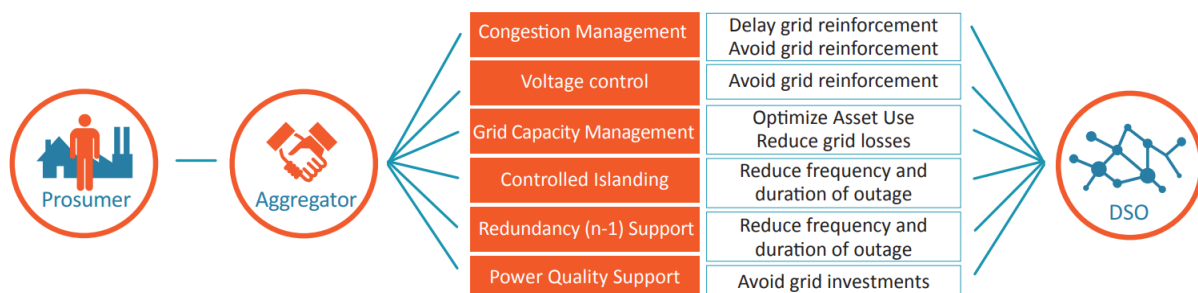 Prosumer
Aggregator
Congestion Management
Delay grid reinforcement
Avoid grid reinforcement
Voltage control
Avoid grid reinforcement
Grid Capacity Management
Optimize Asset Use
Reduce grid losses
Controlled Islanding
Reduce frequency and
duration of outage
Redundancy (n-1) Support
Reduce frequency and
duration of outage
Power Quality Support
Avoid grid investments
DSO